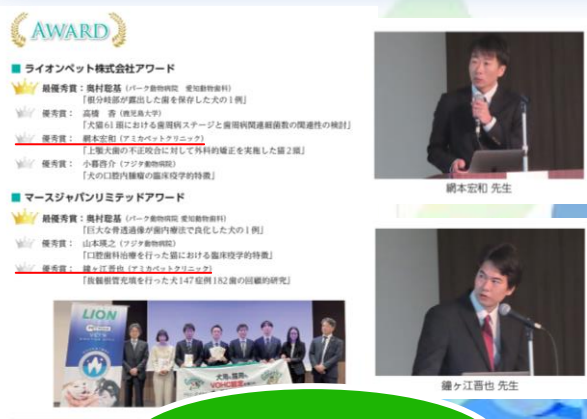 AWARD
■ ライオンペット株式会社アワード
最優秀賞：奥村聡基（パーク動物病院 愛知動物歯科）
「根分岐部が露出した歯を保存した犬の1例」
優秀賞： 高橋 香（鹿児島大学）
「犬猫61頭における歯周病ステージと歯周病関連細菌数の関連性の検討」
優秀賞： 網本宏和（アミカペットクリニック）
「上顎犬歯の不正咬合に対して外科的矯正を実施した猫2頭」
優秀賞： 小暮啓介（フジタ動物病院）
「犬の口腔内腫瘤の臨床疫学的特徴」
■ マースジャパンリミテッドアワード
最優秀賞：奥村聡基（パーク動物病院 愛知動物歯科）
「巨大な骨透過像が歯内療法で良化した犬の1例」
優秀賞： 山本瑛之（フジタ動物病院）
「口腔歯科治療を行った猫における臨床疫学的特徴」
優秀賞： 鐘ヶ江晋也（アミカペットクリニック）
「抜髄根管充填を行った犬147症例182歯の回顧的研究」
網本宏和 先生
LION
VOHC
鐘ヶ江晋也 先生